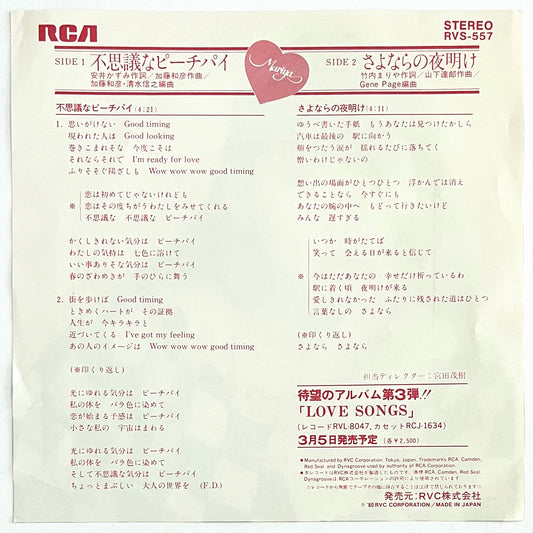 RCA
STEREO
RVS-557
SIDE 1 不思議なピーチパイ
安井かずみ作詞／加藤和彦作曲／
加藤和彦・清水信之編曲
Mariya
SIDE 2 さよならの夜明け
竹内まりや作詞／山下達郎作曲／
Gene Page編曲
不思議なピーチパイ(4:21)
1. 思いがけない Good timing
現われた人は Good looking
巻きこまれそな 今度こそは
それならそれで I'm ready for love
ふりそそぐ陽ざしも Wow wow wow good timing
※
恋は初めてじゃないけれども
恋はその度ちがうわたしをみせてくれる
不思議な 不思議な ピーチパイ
かくしきれない気分は ピーチパイ
わたしの気持は 七色に溶けて
いい事ありそな気分は ピーチパイ
春のざわめきが 手のひらに舞う
2. 街を歩けば Good timing
ときめくハートが その証拠
人生が 今キラキラと
近づいてくる I've got my feeling
あの人のイメージは Wow wow wow good timing
(※印くり返し)
光にゆれる気分は ピーチパイ
私の体を バラ色に染めて
恋が始まる予感は ピーチパイ
小さな私の 宇宙はまわる
光にゆれる気分は ピーチパイ
私の体を バラ色に染めて
そして不思議な気分は ピーチパイ
ちょっとまぶしい 大人の世界を (F.D.)
さよならの夜明け(4:11)
ゆうべ書いた手紙 もうあなたは見つけたかしら
汽車は最後の 駅に向かう
頬をつたう涙が 揺れるたびに落ちてく
憎いわけじゃないの
想い出の場面がひとつひとつ 浮かんでは消え
できることなら 今すぐにも
あなたの腕の中へ もどって行きたいけど
みんな 遅すぎる
いつか 時がたてば
笑って 会える日が来ると信じて
※
今はただあなたの 幸せだけ祈っているわ
駅に着く頃 夜明けが来る
愛しきれなかった ふたりに残された道はひとつ
言葉なしの さよなら
(※印くり返し)
さよなら さよなら
担当ディレクター：宮田茂樹
待望のアルバム第3弾!!
「LOVE SONGS」
(レコードRVL-8047, カセットRCJ-1634)
3月5日発売予定(各￥2,500)
●Manufactured by RVC Corporation, Tokyo, Japan, Trademarks RCA, Camden, Red Seal and Dynagroove used by authority of RCA Corporation
発売元：RVC株式会社
Ⓟ '80 RVC CORPORATION／MADE IN JAPAN